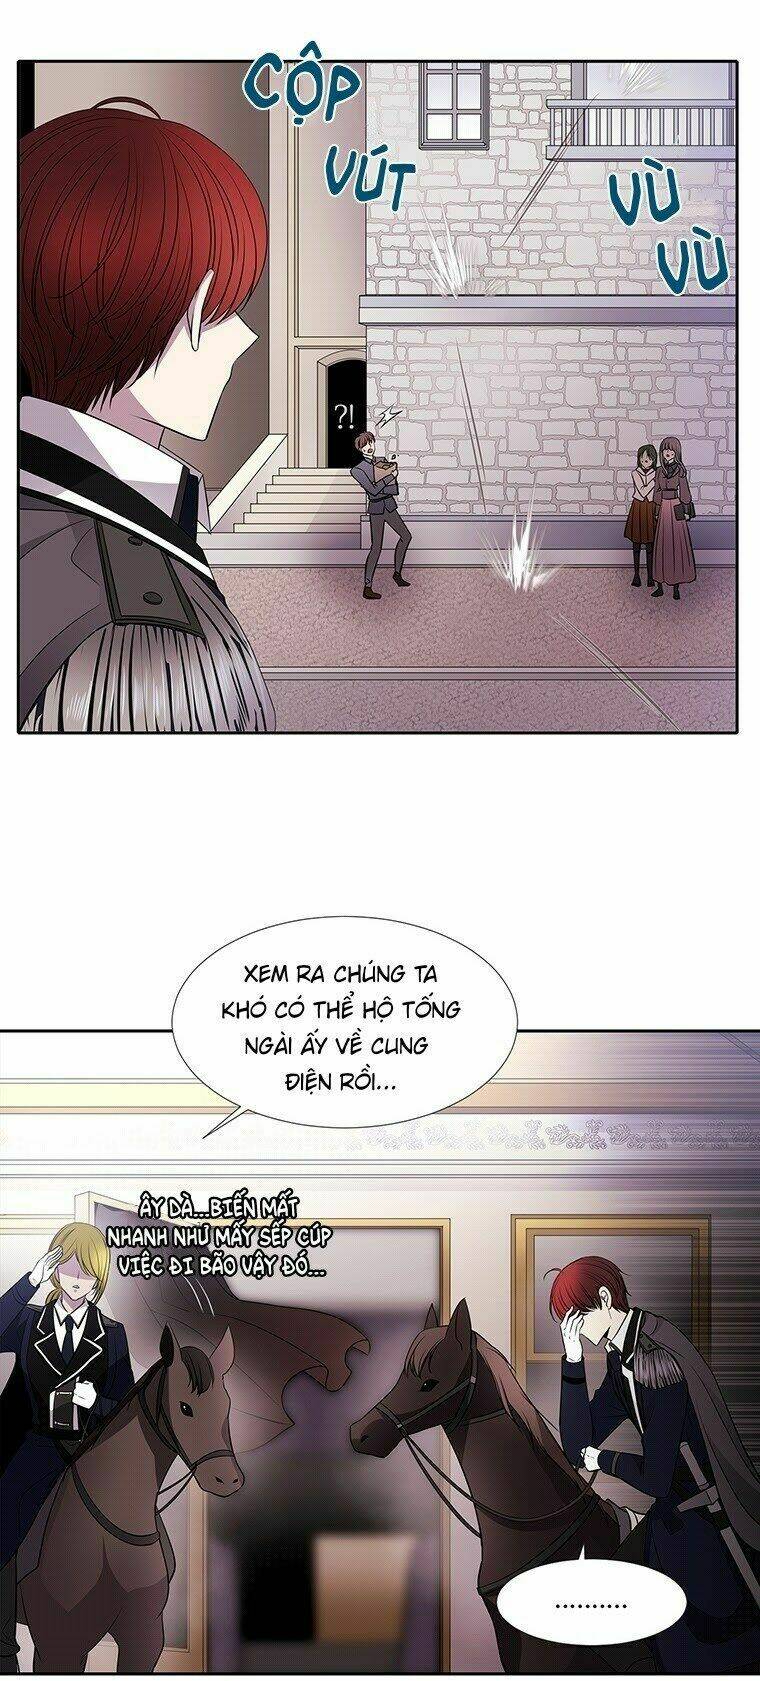 CỘP
VÚT
VÙ
VÙ
?!
XEM RA CHÚNG TA
KHÓ CÓ THỂ HỘ TỐNG
NGÀI ẤY VỀ CUNG
ĐIỆN RỒI...
ÂY DÀ...BIẾN MẤT
NHANH NHƯ MẤY SẾP CÚP
VIỆC ĐI BÃO VẬY ĐÓ...
..........